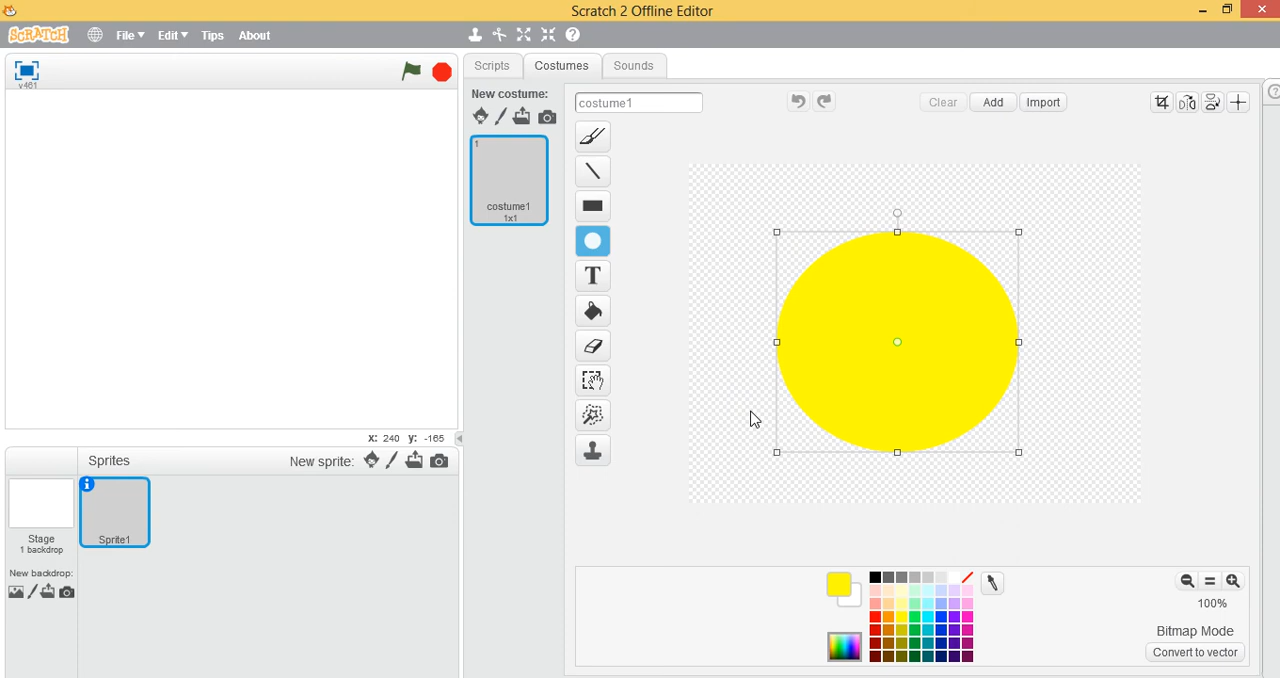 Scratch 2 Offline Editor
SCRATCH File Edit Tips About
v461
Scripts Costumes Sounds
New costume:
costume1
Clear Add Import
1
costume1
1x1
T
x: 240 y: -165
Sprites New sprite:
Stage
1 backdrop
Sprite1
New backdrop:
100%
Bitmap Mode
Convert to vector